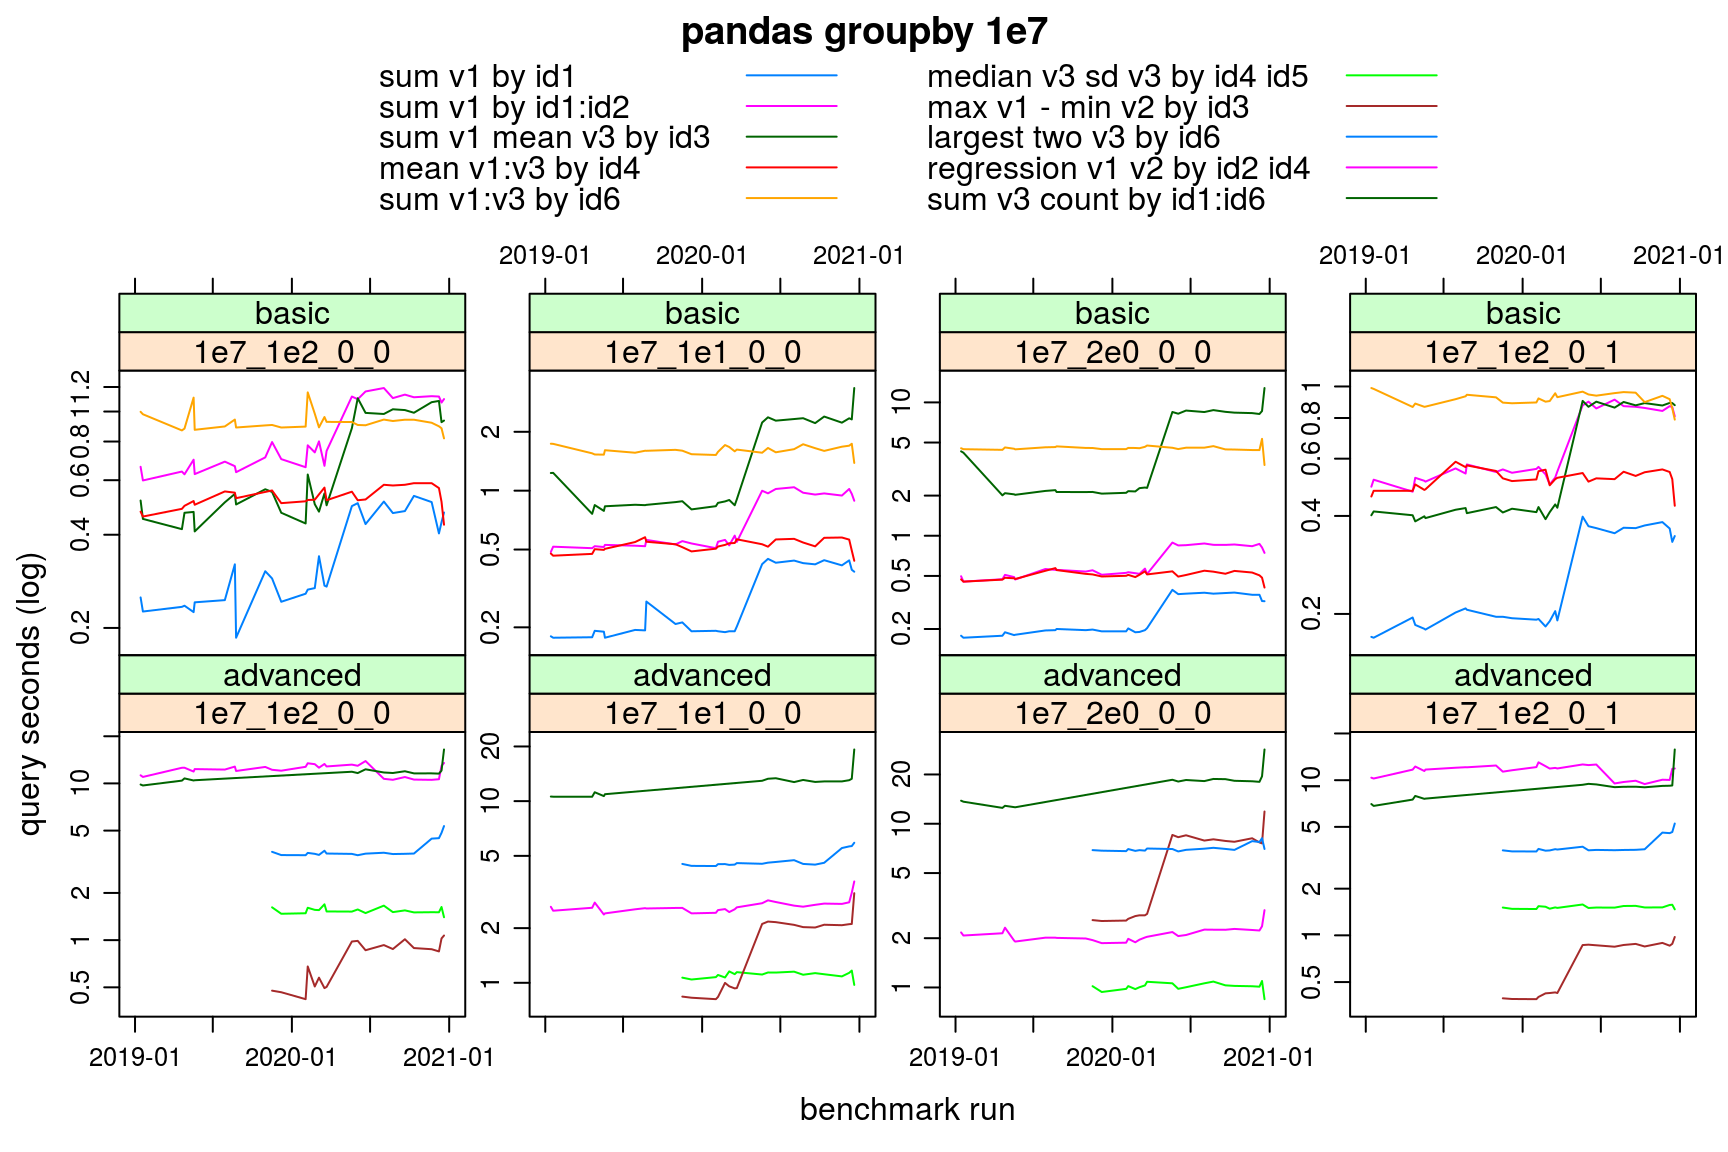 pandas groupby 1e7
sum v1 by id1
sum v1 by id1:id2
sum v1 mean v3 by id3
mean v1:v3 by id4
sum v1:v3 by id6
median v3 sd v3 by id4 id5
max v1 - min v2 by id3
largest two v3 by id6
regression v1 v2 by id2 id4
sum v3 count by id1:id6
2019-01 2020-01 2021-01
2019-01 2020-01 2021-01
basic
1e7_1e2_0_0
0.2 0.4 0.6 0.8 1 1.2
basic
1e7_1e1_0_0
0.2 0.5 1 2
basic
1e7_2e0_0_0
0.2 0.5 1 2 5 10
basic
1e7_1e2_0_1
0.2 0.4 0.6 0.8 1
advanced
1e7_1e2_0_0
0.5 1 2 5 10
advanced
1e7_1e1_0_0
1 2 5 10 20
advanced
1e7_2e0_0_0
1 2 5 10 20
advanced
1e7_1e2_0_1
0.5 1 2 5 10
2019-01 2020-01 2021-01
2019-01 2020-01 2021-01
query seconds (log)
benchmark run